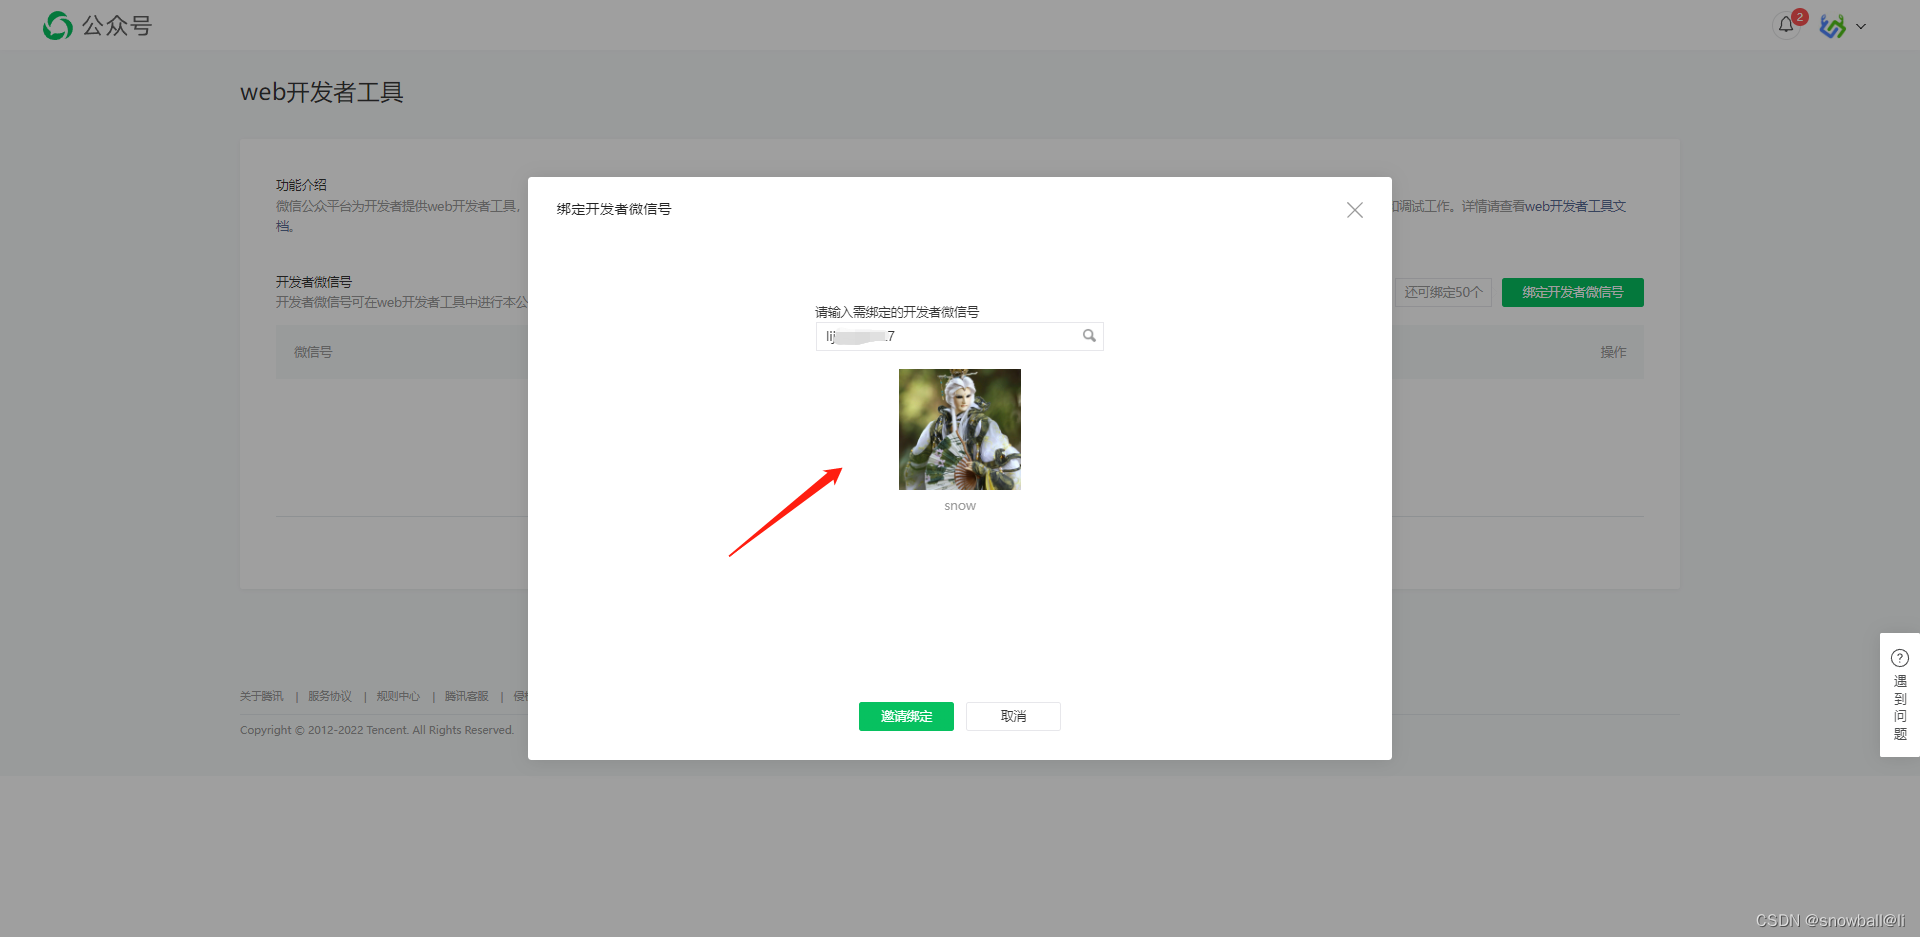 公众号
2
web开发者工具
功能介绍
微信公众平台为开发者提供web开发者工具，
调试工作。详情请查看web开发者工具文
档。
绑定开发者微信号
开发者微信号
开发者微信号可在web开发者工具中进行本公
还可绑定50个
绑定开发者微信号
请输入需绑定的开发者微信号
lij
.7
微信号
操作
snow
邀请绑定
取消
关于腾讯 | 服务协议 | 规则中心 | 腾讯客服 | 侵
Copyright © 2012-2022 Tencent. All Rights Reserved.
?
遇
到
问
题
CSDN @snowball@li